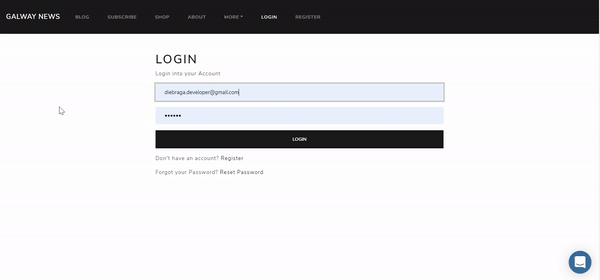 GALWAY NEWS BLOG SUBSCRIBE SHOP ABOUT MORE LOGIN REGISTER
LOGIN
Login into your Account
diebraga.developer@gmail.com
••••••
LOGIN
Don't have an account? Register
Forgot your Password? Reset Password